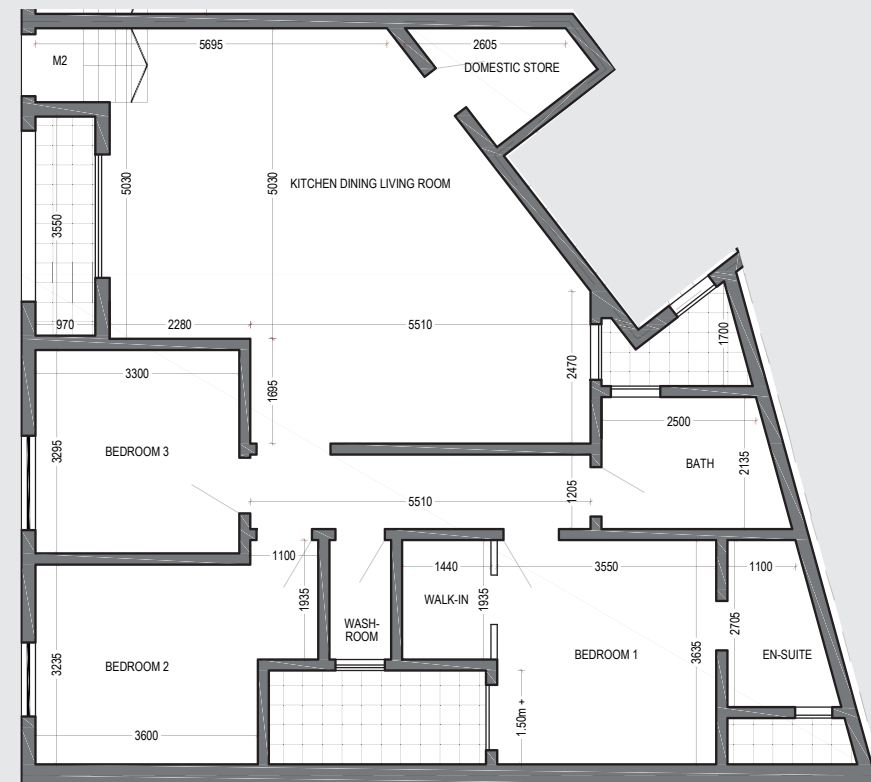 5695
2605
M2
DOMESTIC STORE
5030
5030
KITCHEN DINING LIVING ROOM
3550
970
2280
5510
1700
2470
1695
3300
2500
BEDROOM 3
3295
BATH
2135
1205
5510
1100
1440
3550
1100
1935
WALK-IN
1935
WASH-
ROOM
2705
3635
BEDROOM 1
EN-SUITE
BEDROOM 2
3235
1.50m +
3600